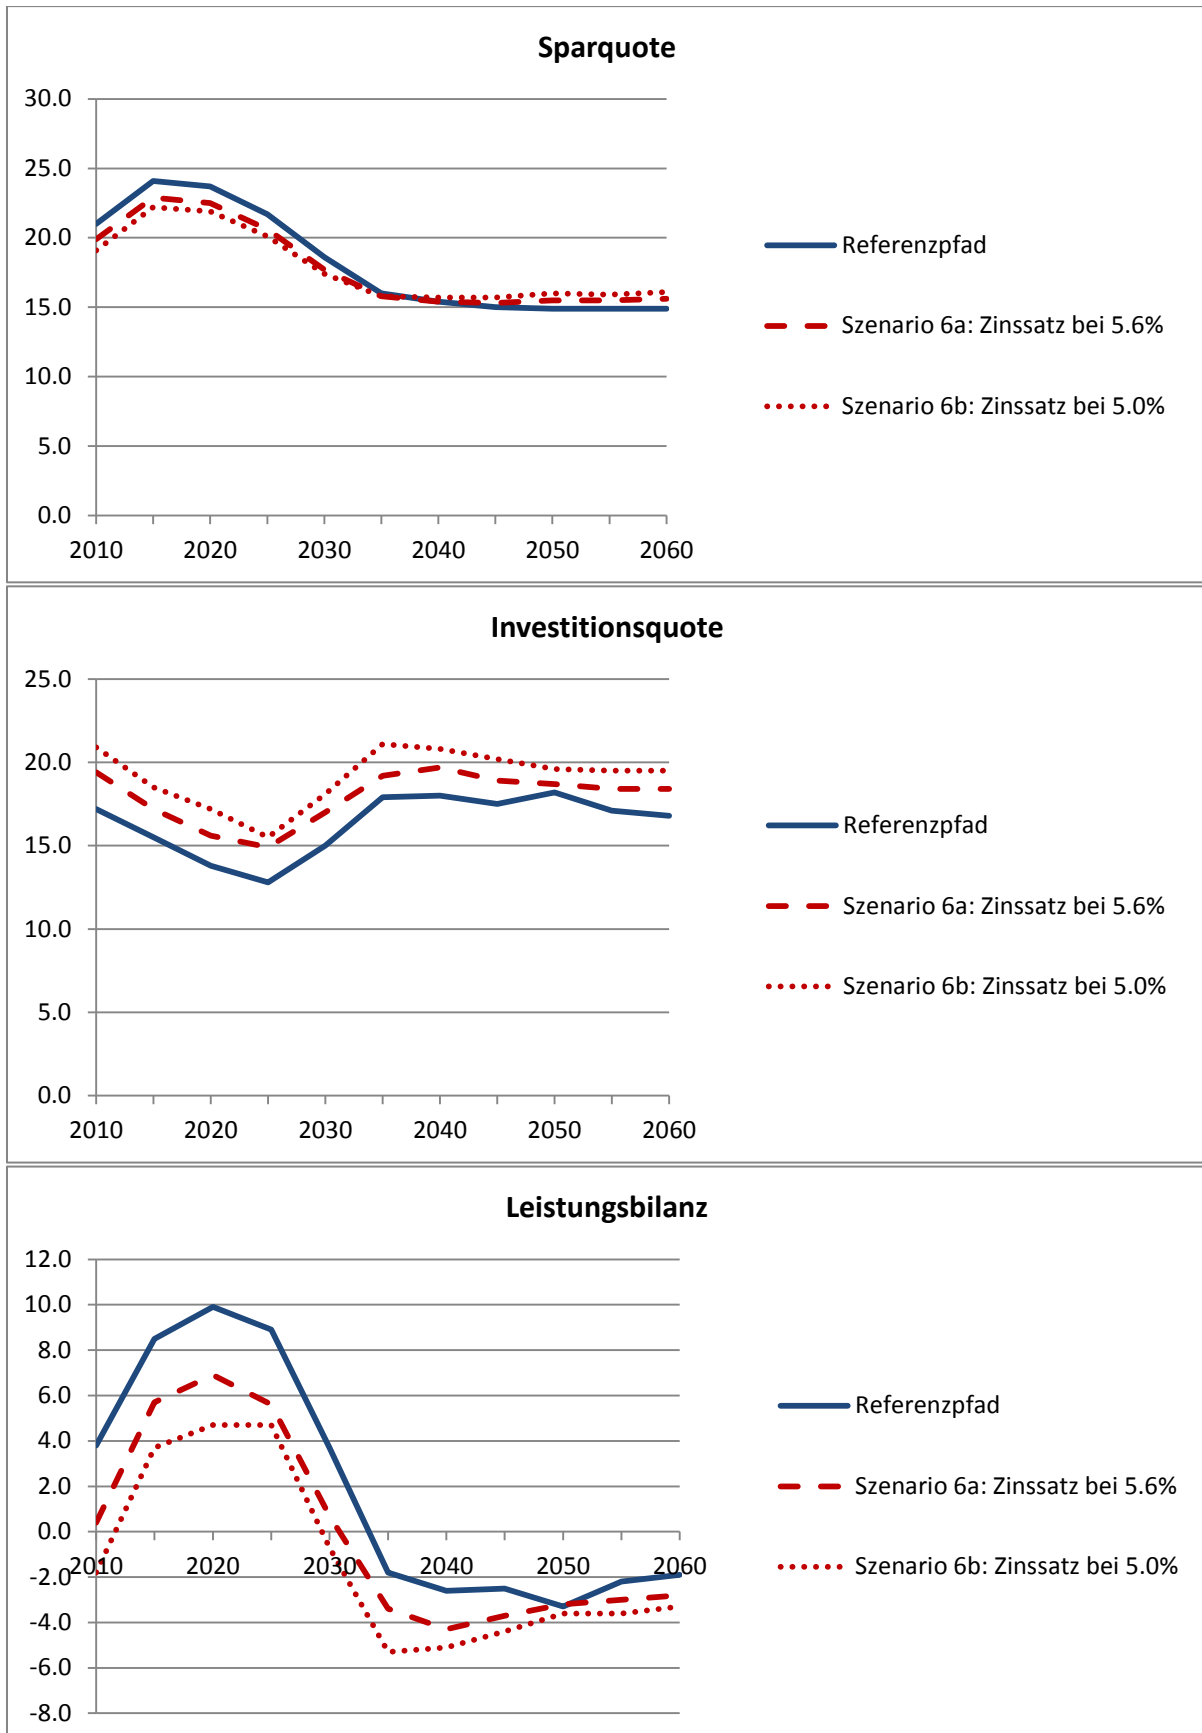 Sparquote
30.0
25.0
20.0
15.0
10.0
5.0
0.0
2010 2020 2030 2040 2050 2060
Referenzpfad
Szenario 6a: Zinssatz bei 5.6%
Szenario 6b: Zinssatz bei 5.0%
Investitionsquote
25.0
20.0
15.0
10.0
5.0
0.0
2010 2020 2030 2040 2050 2060
Referenzpfad
Szenario 6a: Zinssatz bei 5.6%
Szenario 6b: Zinssatz bei 5.0%
Leistungsbilanz
12.0
10.0
8.0
6.0
4.0
2.0
0.0
2010 2020 2030 2040 2050 2060
-2.0
-4.0
-6.0
-8.0
Referenzpfad
Szenario 6a: Zinssatz bei 5.6%
Szenario 6b: Zinssatz bei 5.0%